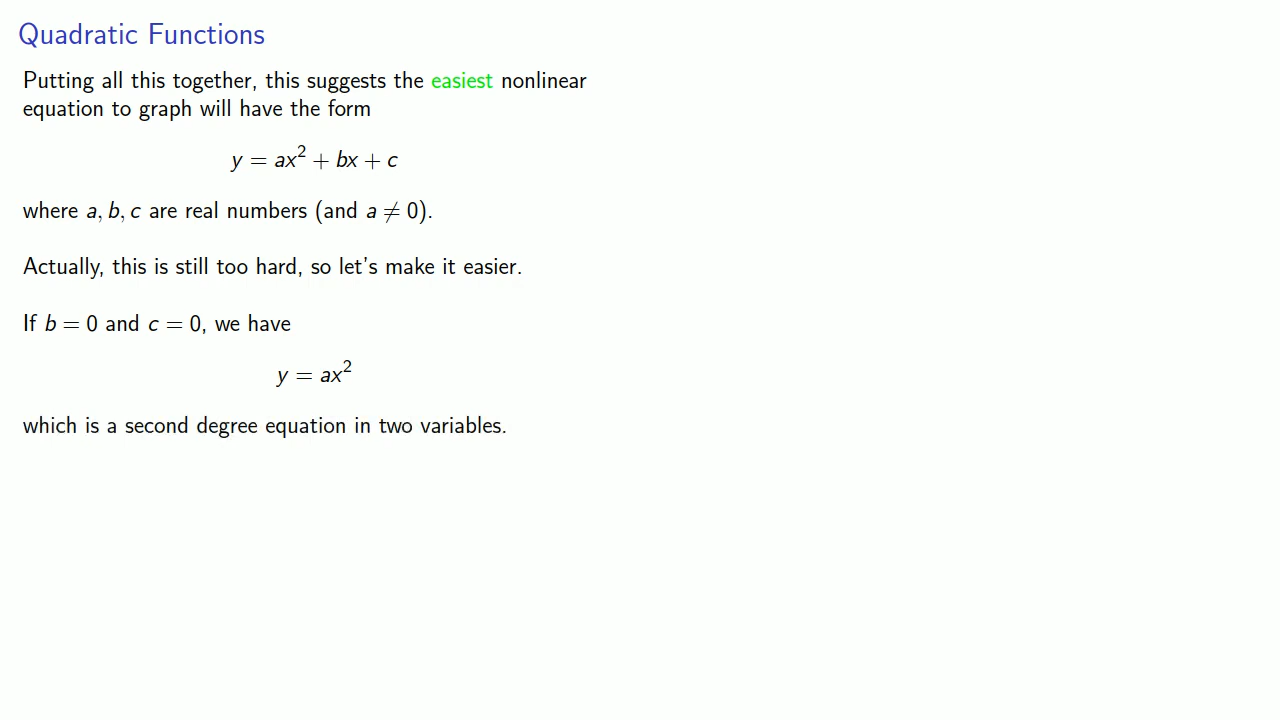 Quadratic Functions
Putting all this together, this suggests the easiest nonlinear
equation to graph will have the form
y = ax² + bx + c
where a, b, c are real numbers (and a ≠ 0).
Actually, this is still too hard, so let's make it easier.
If b = 0 and c = 0, we have
y = ax²
which is a second degree equation in two variables.